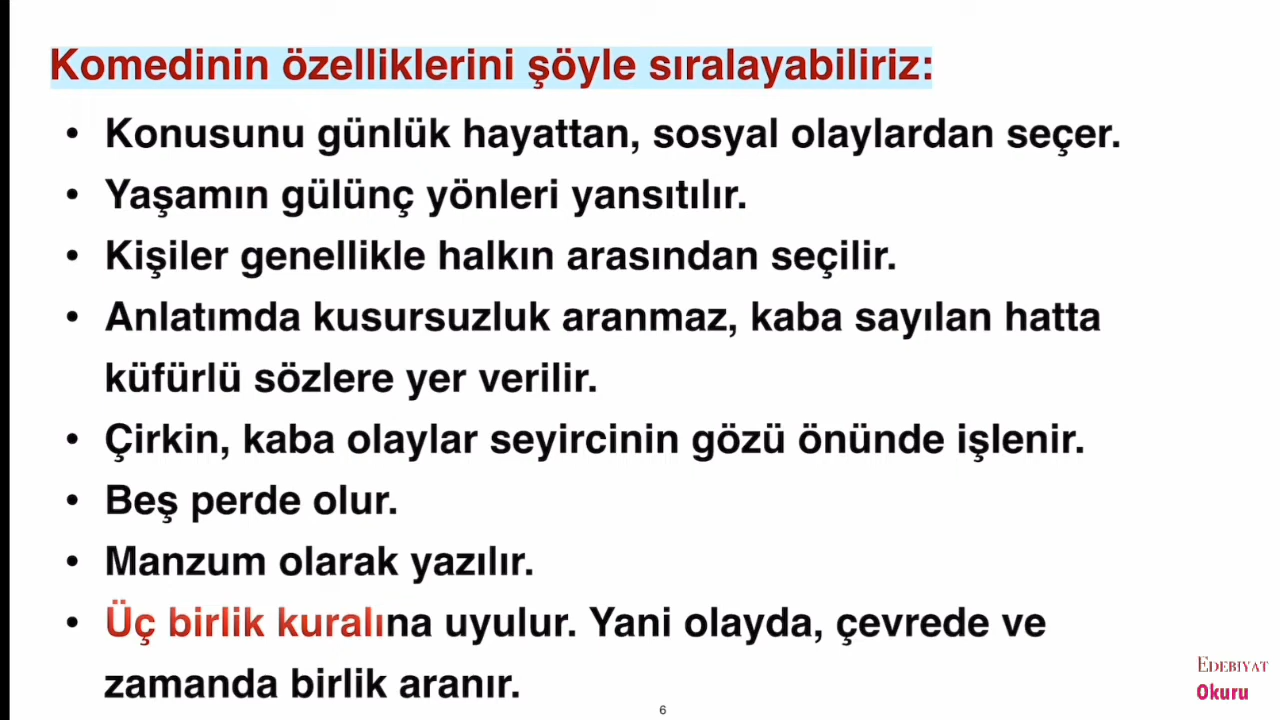 Komedinin özelliklerini şöyle sıralayabiliriz:
• Konusunu günlük hayattan, sosyal olaylardan seçer.
• Yaşamın gülünç yönleri yansıtılır.
• Kişiler genellikle halkın arasından seçilir.
• Anlatımda kusursuzluk aranmaz, kaba sayılan hatta
küfürlü sözlere yer verilir.
• Çirkin, kaba olaylar seyircinin gözü önünde işlenir.
• Beş perde olur.
• Manzum olarak yazılır.
• Üç birlik kuralına uyulur. Yani olayda, çevrede ve
zamanda birlik aranır.
EDEBIYAT
Okuru
6